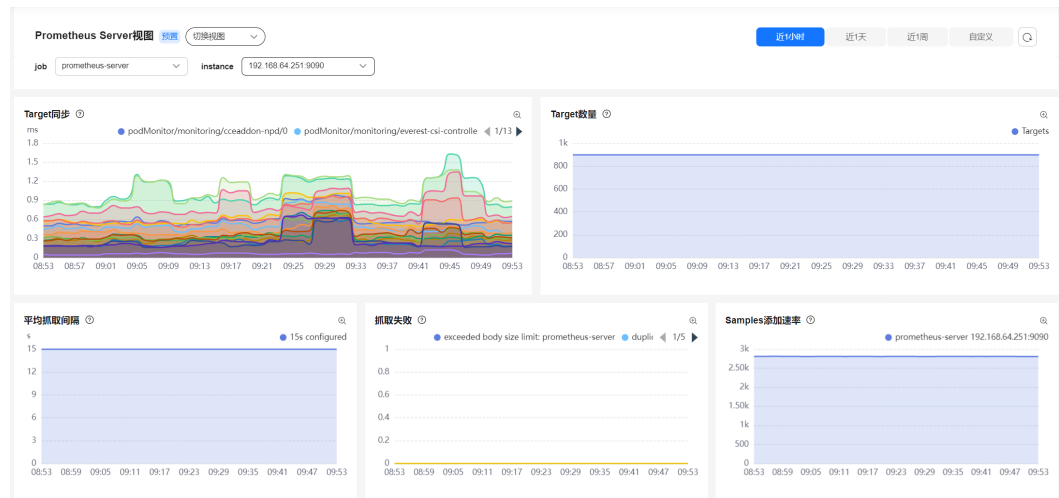 Prometheus Server视图 预置 切换视图 近1小时 近1天 近1周 自定义
job prometheus-server instance 192.168.64.251:9090
Target同步
ms podMonitor/monitoring/cceaddon-npd/0 podMonitor/monitoring/everest-csi-controlle 1/13
1.8
1.5
1.2
0.9
0.6
0.3
0
08:53 08:57 09:01 09:05 09:09 09:13 09:17 09:21 09:25 09:29 09:33 09:37 09:41 09:45 09:49 09:53
Target数量
Targets
1k
800
600
400
200
0
08:53 08:57 09:01 09:05 09:09 09:13 09:17 09:21 09:25 09:29 09:33 09:37 09:41 09:45 09:49 09:53
平均抓取间隔
s 15s configured
15
12
9
6
3
0
08:53 08:59 09:05 09:11 09:17 09:23 09:29 09:35 09:41 09:47 09:53
抓取失败
exceeded body size limit: prometheus-server dupli 1/5
1
0.8
0.6
0.4
0.2
0
08:53 08:59 09:05 09:11 09:17 09:23 09:29 09:35 09:41 09:47 09:53
Samples添加速率
prometheus-server 192.168.64.251:9090
3k
2.50k
2k
1.50k
1k
500
0
08:53 08:59 09:05 09:11 09:17 09:23 09:29 09:35 09:41 09:47 09:53